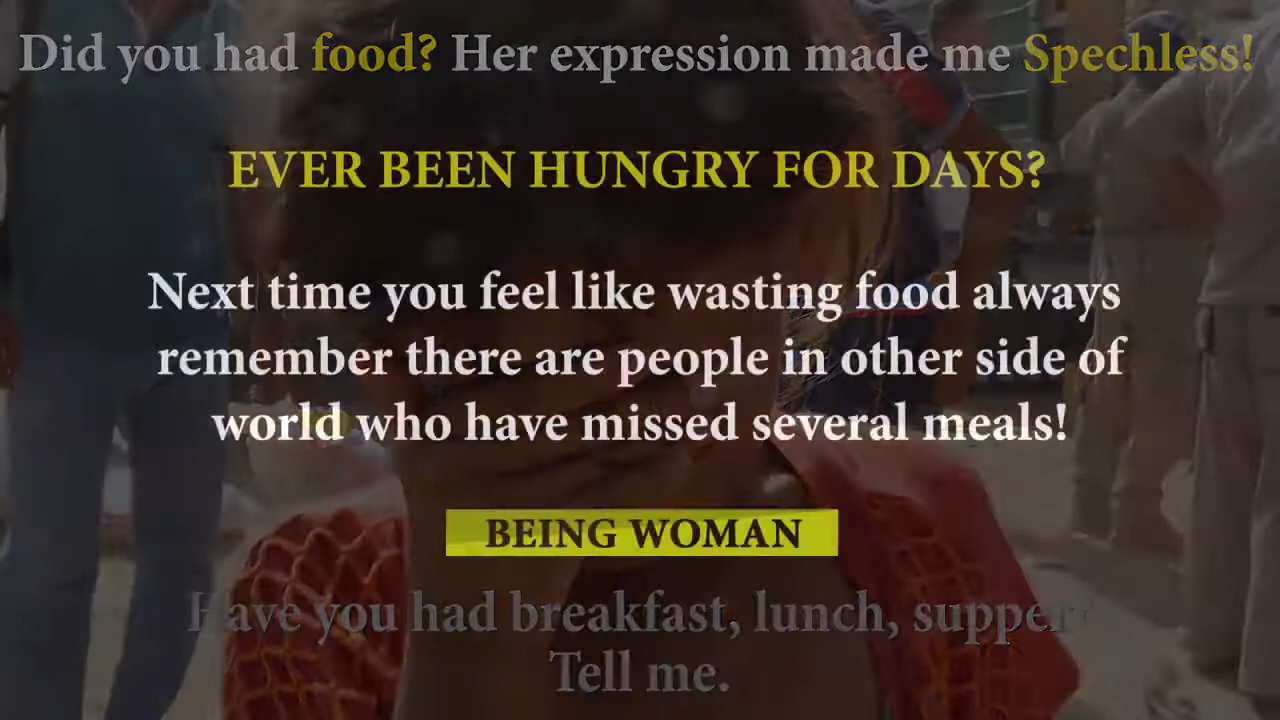 Did you had food? Her expression made me Spechless!
EVER BEEN HUNGRY FOR DAYS?
Next time you feel like wasting food always
remember there are people in other side of
world who have missed several meals!
BEING WOMAN
Have you had breakfast, lunch, supper?
Tell me.